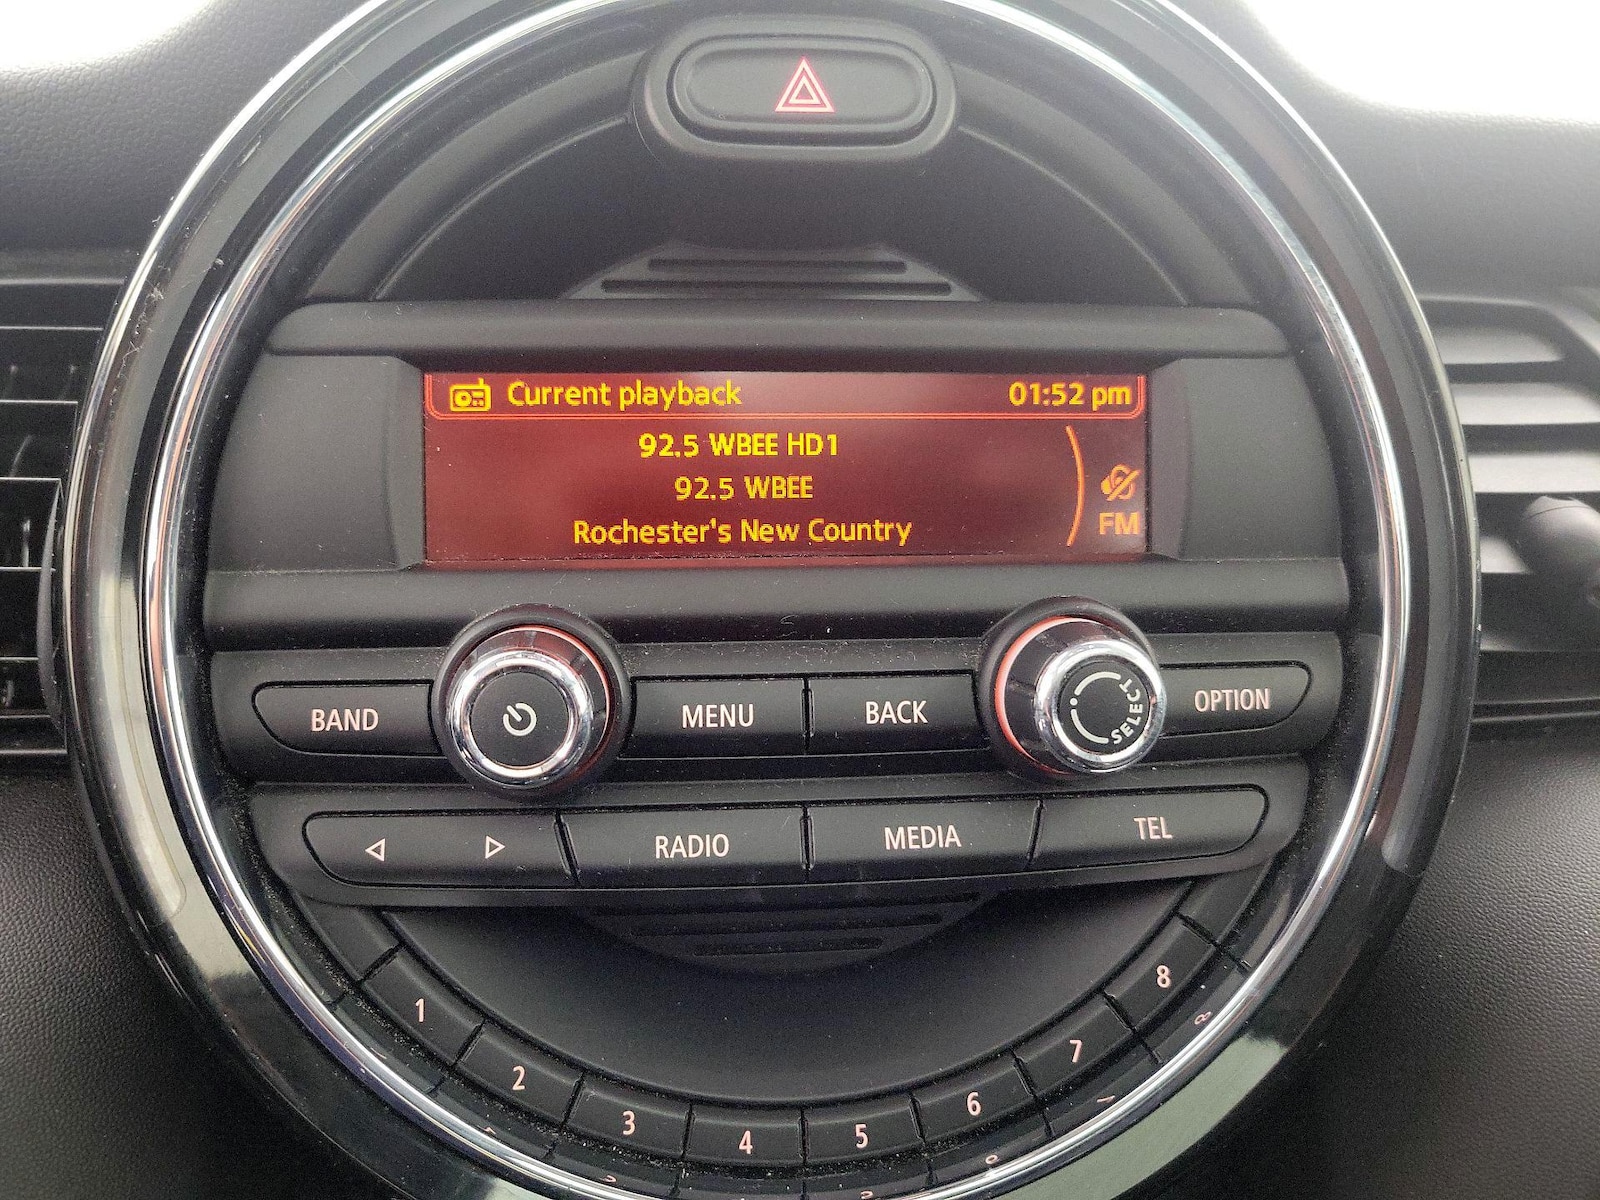 Current playback 01:52 pm
92.5 WBEE HD1
92.5 WBEE
Rochester's New Country
FM
BAND MENU BACK SELECT OPTION
RADIO MEDIA TEL
1 2 3 4 5 6 7 8